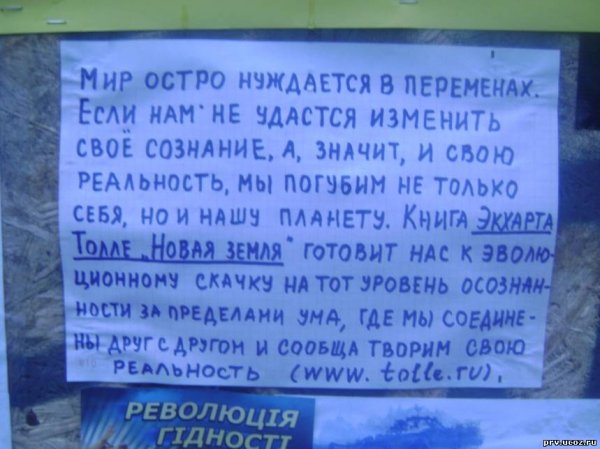 Мир остро нуждается в переменах.
Если нам не удастся изменить
своё сознание, а, значит, и свою
реальность, мы погубим не только
себя, но и нашу планету. Книга Экхарта
Толле „Новая земля" готовит нас к эволю-
ционному скачку на тот уровень осознан-
ности за пределами ума, где мы соедине-
ны друг с другом и сообща творим свою
реальность (www.tolle.ru).
РЕВОЛЮЦІЯ
ГІДНОСТІ
prv.ucoz.ru